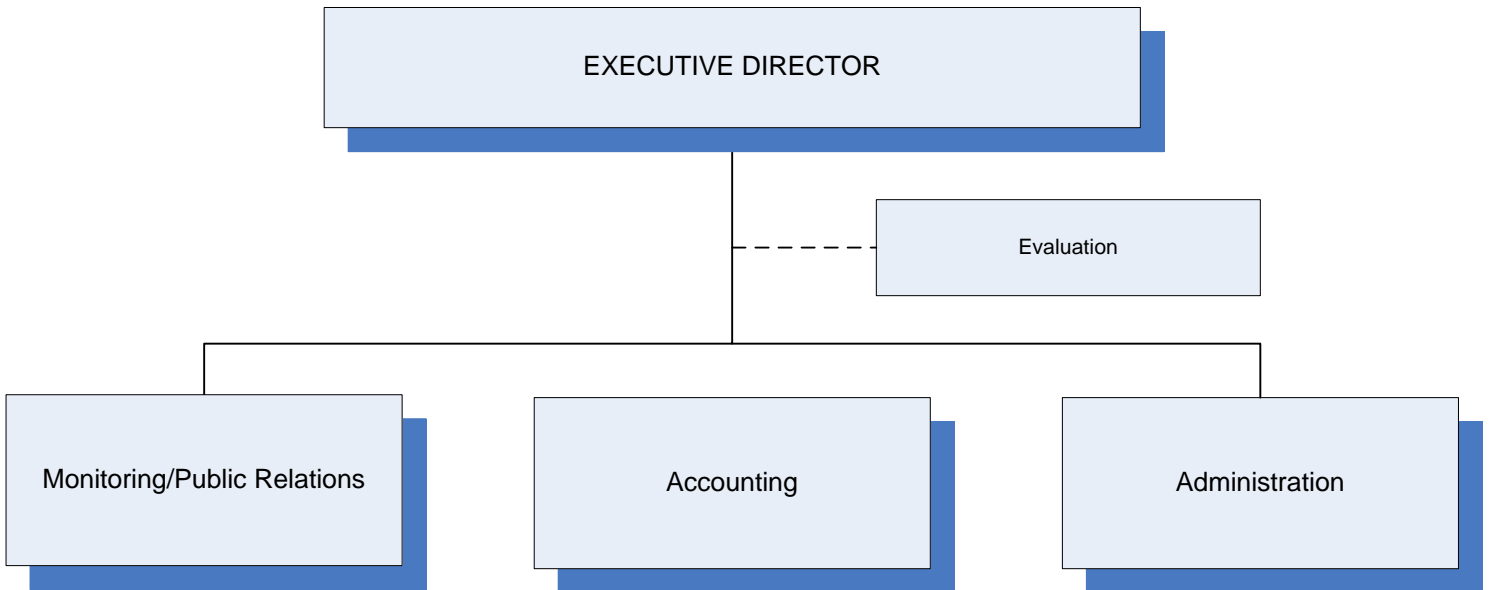 EXECUTIVE DIRECTOR
Evaluation
Monitoring/Public Relations
Accounting
Administration